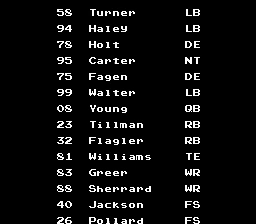 58 Turner LB
94 Haley LB
78 Holt DE
95 Carter NT
75 Fagen DE
99 Walter LB
08 Young QB
23 Tillman RB
32 Flagler RB
81 Williams TE
83 Greer WR
88 Sherrard WR
40 Jackson FS
26 Pollard FS